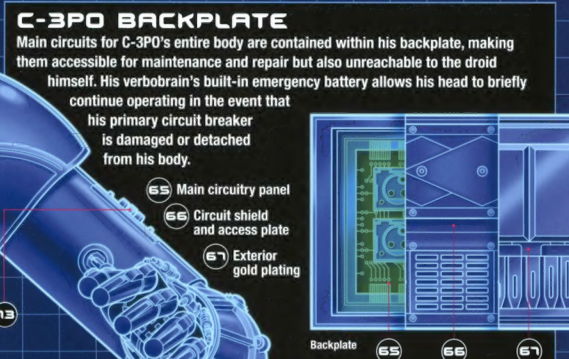 C-3PO BACKPLATE
Main circuits for C-3PO's entire body are contained within his backplate, making
them accessible for maintenance and repair but also unreachable to the droid
himself. His verbobrain's built-in emergency battery allows his head to briefly
continue operating in the event that
his primary circuit breaker
is damaged or detached
from his body.
65 Main circuitry panel
66 Circuit shield
and access plate
67 Exterior
gold plating
13
Backplate 65 66 67